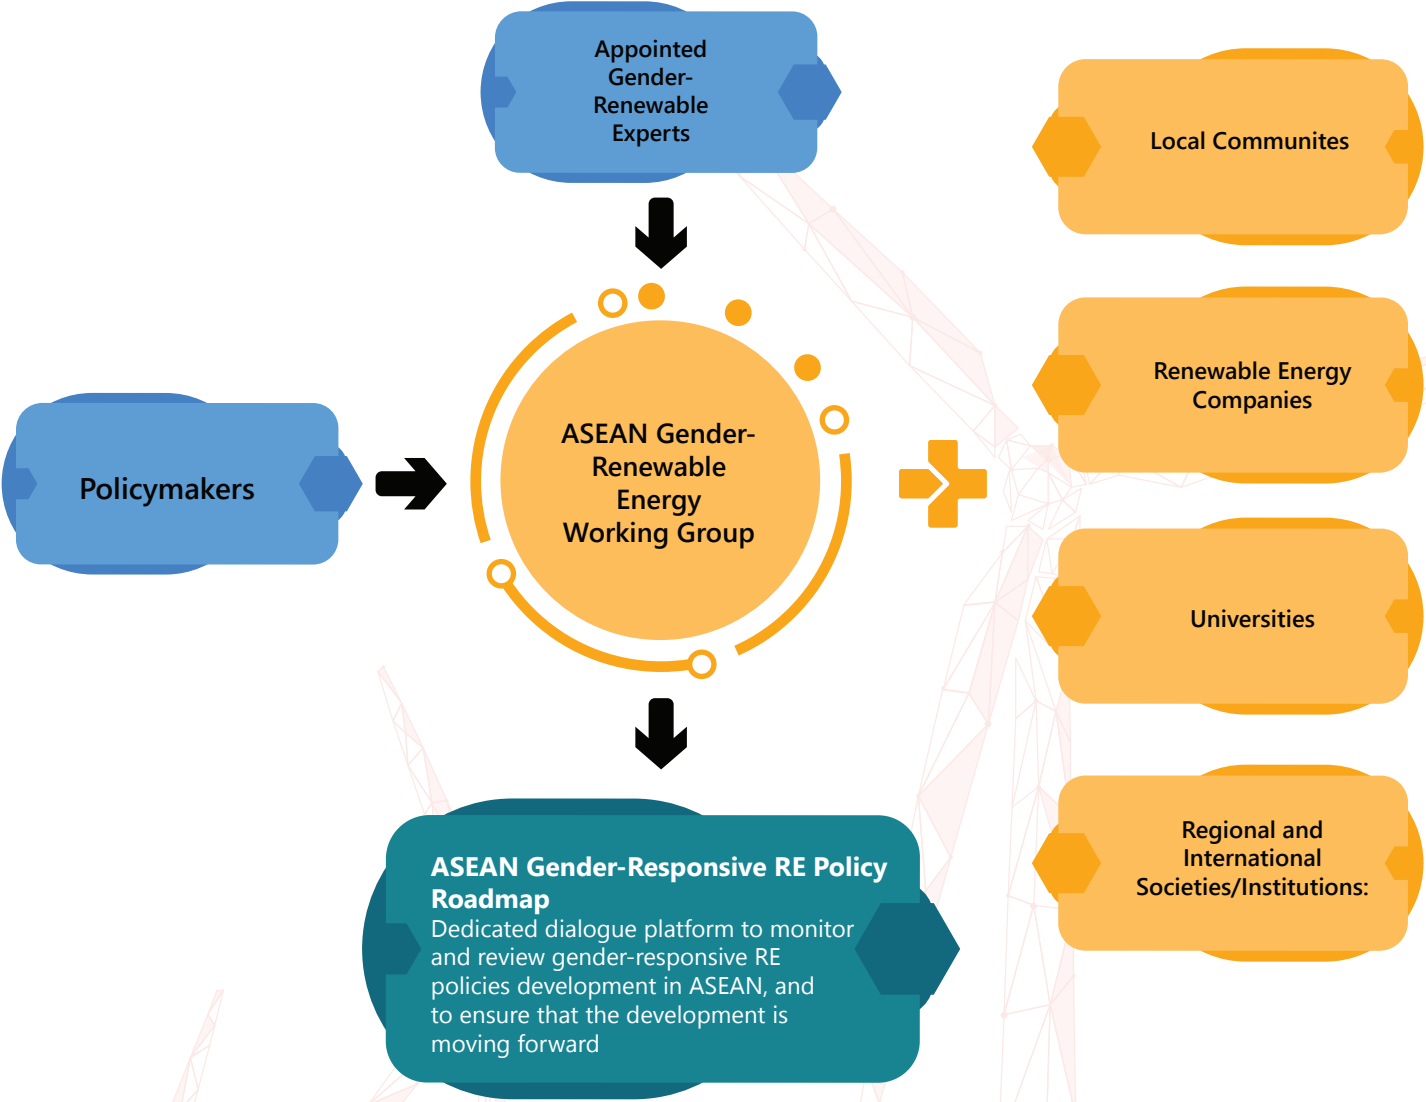 Appointed
Gender-
Renewable
Experts
Policymakers
ASEAN Gender-
Renewable
Energy
Working Group
Local Communites
Renewable Energy
Companies
Universities
Regional and
International
Societies/Institutions:
ASEAN Gender-Responsive RE Policy
Roadmap
Dedicated dialogue platform to monitor
and review gender-responsive RE
policies development in ASEAN, and
to ensure that the development is
moving forward